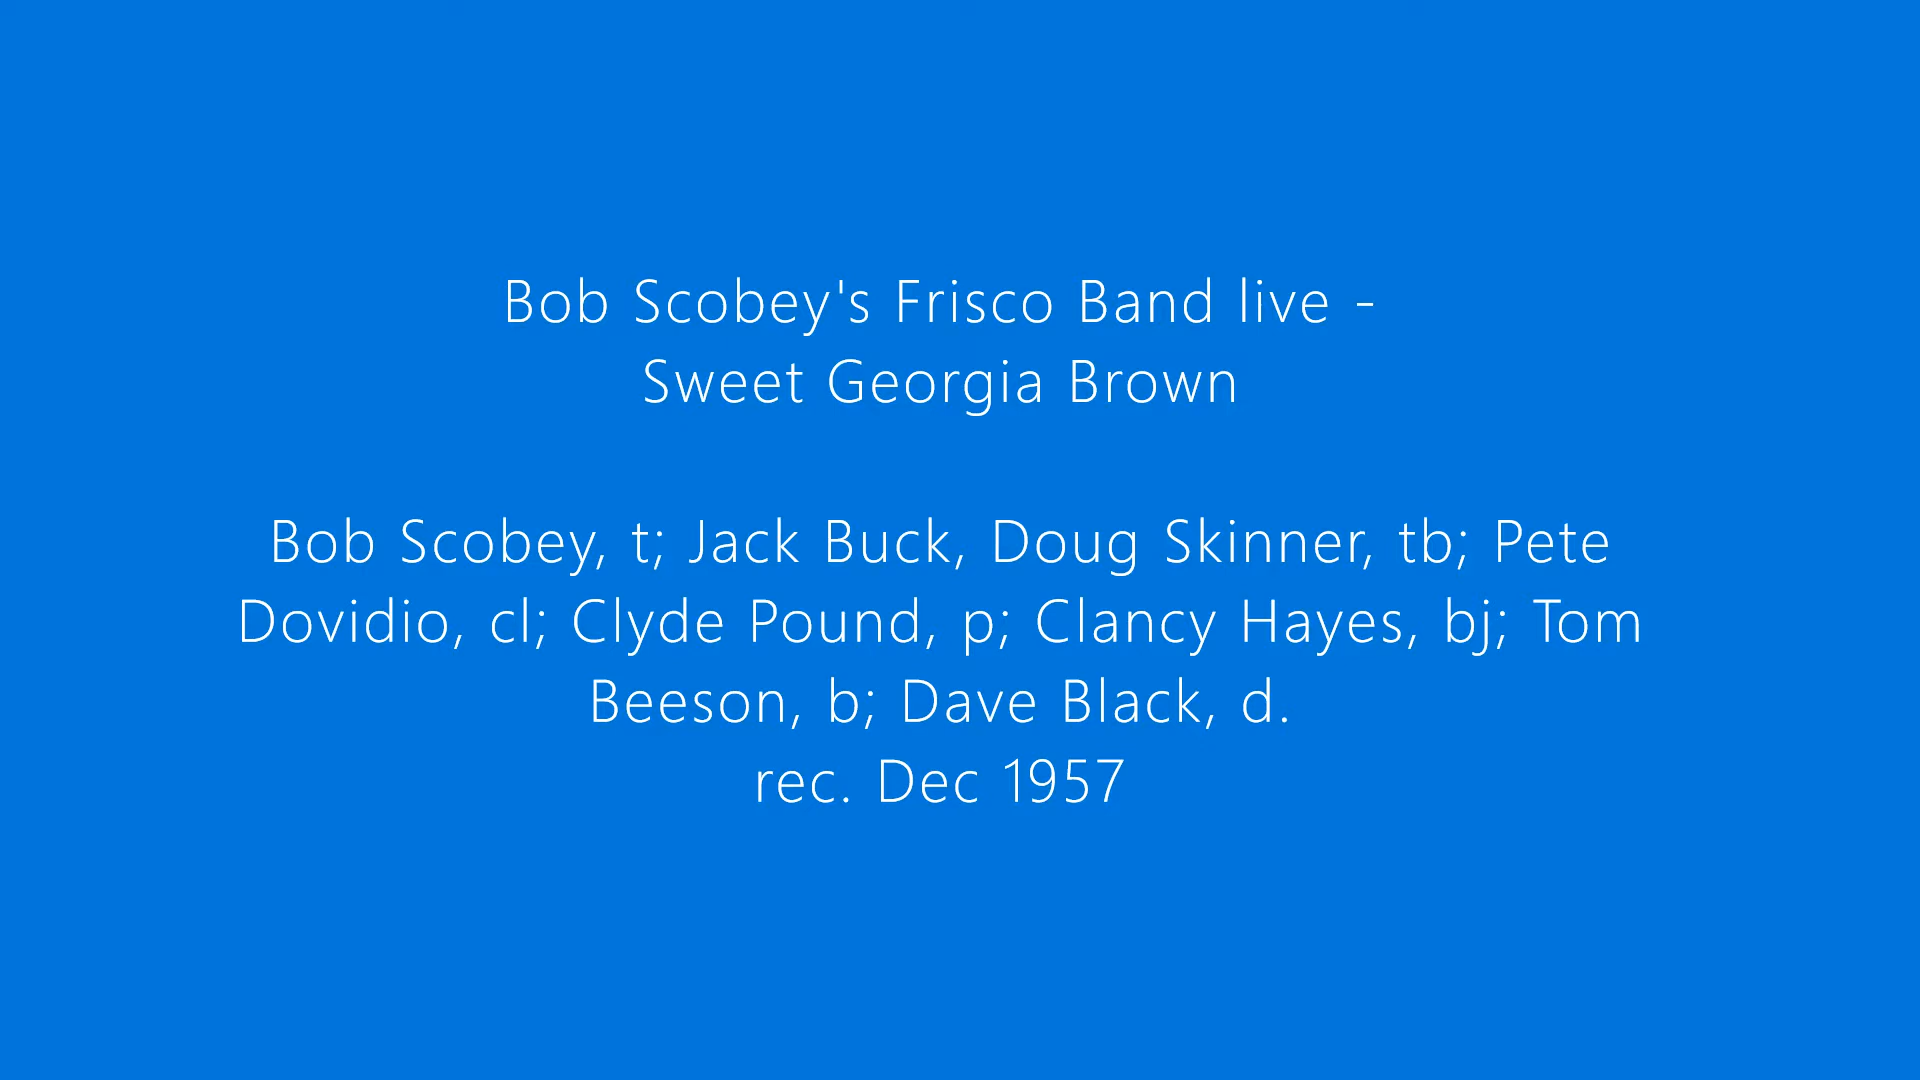 Bob Scobey's Frisco Band live -
Sweet Georgia Brown
Bob Scobey, t; Jack Buck, Doug Skinner, tb; Pete
Dovidio, cl; Clyde Pound, p; Clancy Hayes, bj; Tom
Beeson, b; Dave Black, d.
rec. Dec 1957